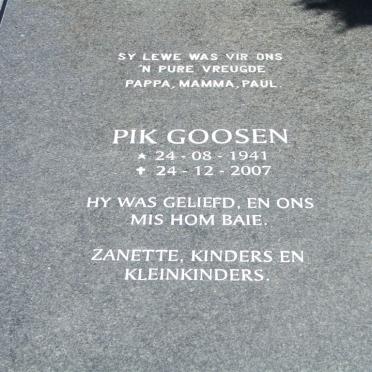 SY LEWE WAS VIR ONS
'N PURE VREUGDE
PAPPA, MAMMA, PAUL
PIK GOOSEN
★ 24 - 08 - 1941
✝ 24 - 12 - 2007
HY WAS GELIEFD, EN ONS
MIS HOM BAIE.
ZANETTE, KINDERS EN
KLEINKINDERS.